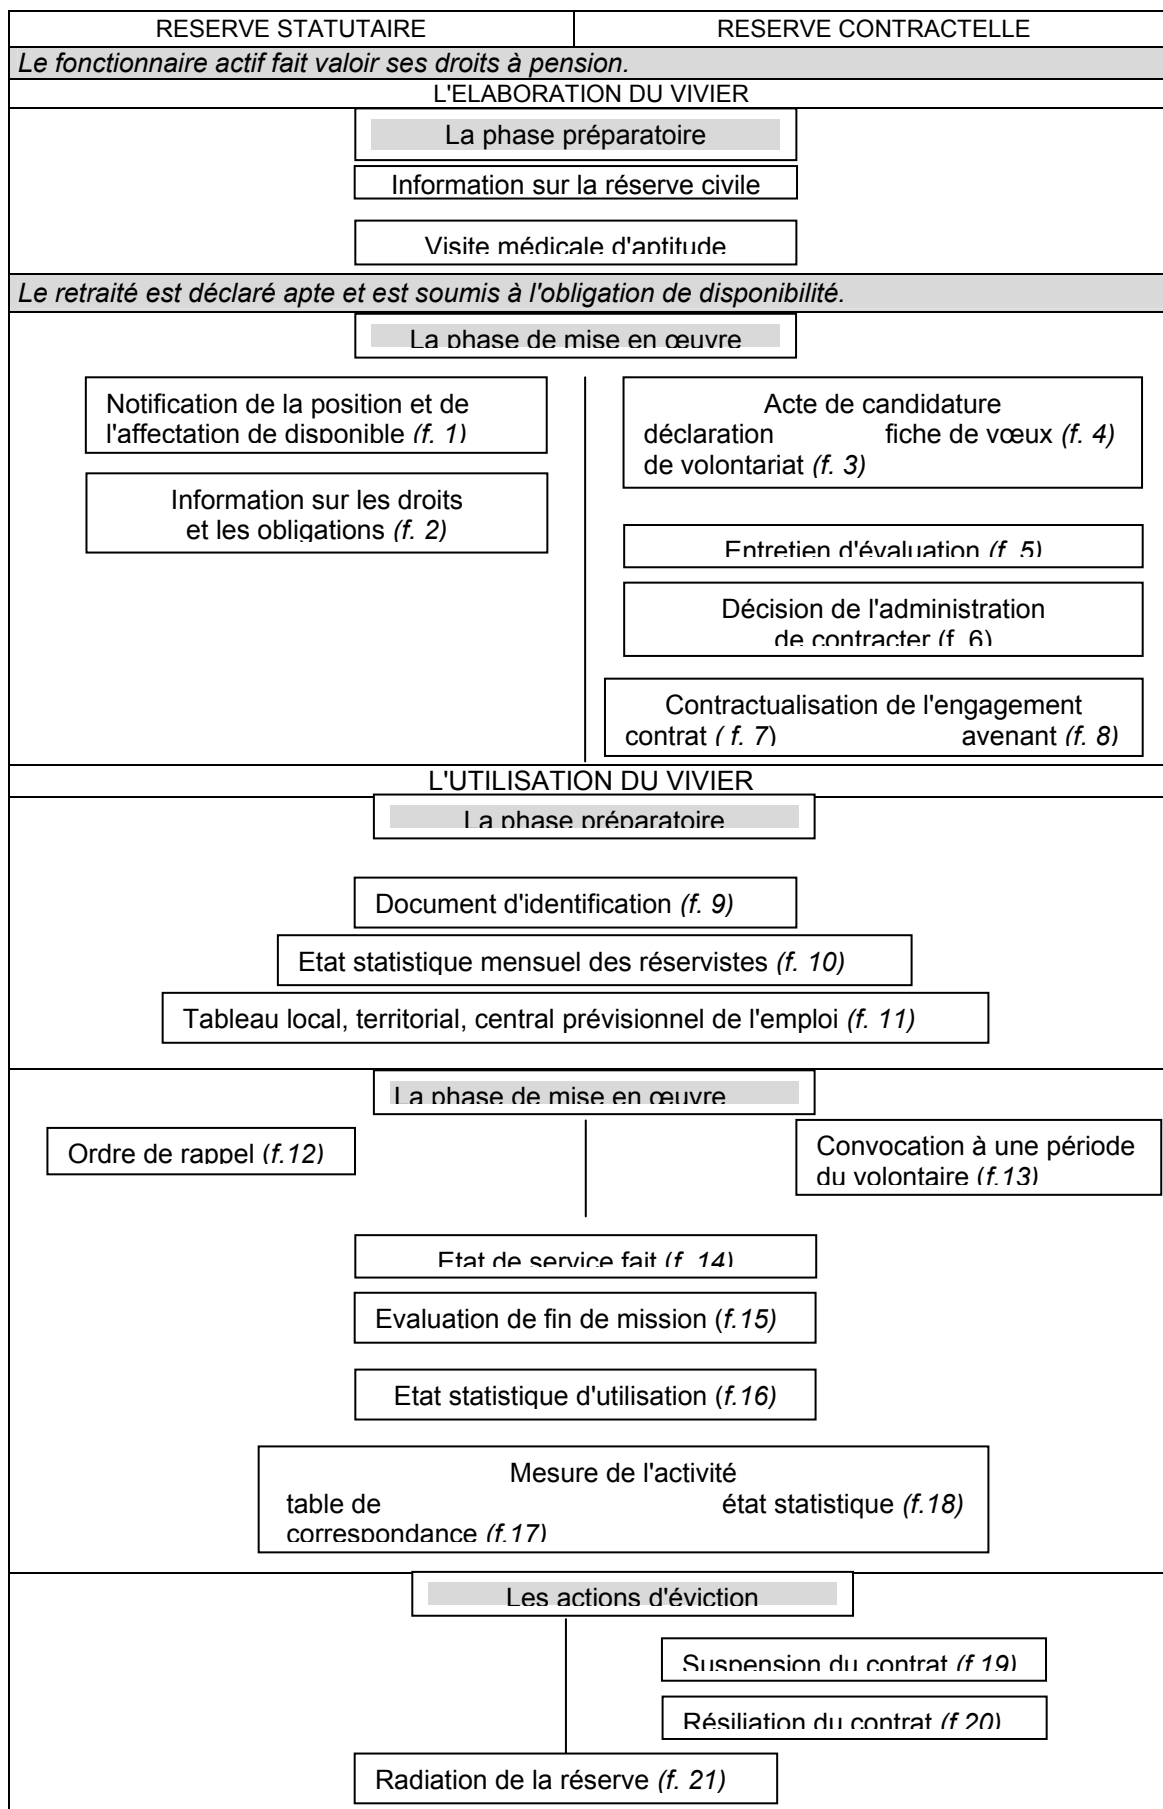 RESERVE STATUTAIRE
RESERVE CONTRACTELLE
Le fonctionnaire actif fait valoir ses droits à pension.
L'ELABORATION DU VIVIER
La phase préparatoire
Information sur la réserve civile
Visite médicale d'aptitude
Le retraité est déclaré apte et est soumis à l'obligation de disponibilité.
La phase de mise en œuvre
Notification de la position et de
l'affectation de disponible (f. 1)
Information sur les droits
et les obligations (f. 2)
Acte de candidature
déclaration fiche de vœux (f. 4)
de volontariat (f. 3)
Entretien d'évaluation (f. 5)
Décision de l'administration
de contracter (f. 6)
Contractualisation de l'engagement
contrat ( f. 7) avenant (f. 8)
L'UTILISATION DU VIVIER
La phase préparatoire
Document d'identification (f. 9)
Etat statistique mensuel des réservistes (f. 10)
Tableau local, territorial, central prévisionnel de l'emploi (f. 11)
La phase de mise en œuvre
Ordre de rappel (f.12)
Convocation à une période
du volontaire (f.13)
Etat de service fait (f. 14)
Evaluation de fin de mission (f.15)
Etat statistique d'utilisation (f.16)
Mesure de l'activité
table de état statistique (f.18)
correspondance (f.17)
Les actions d'éviction
Suspension du contrat (f 19)
Résiliation du contrat (f 20)
Radiation de la réserve (f. 21)